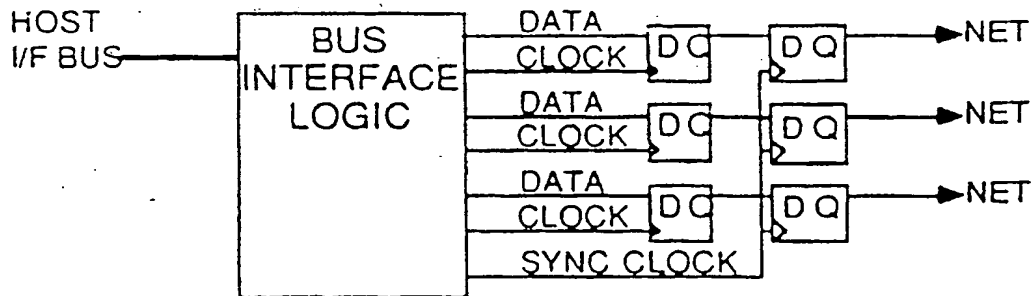 HOST
I/F BUS
BUS
INTERFACE
LOGIC
DATA
CLOCK
D Q
D Q
NET
DATA
CLOCK
D Q
D Q
NET
DATA
CLOCK
D Q
D Q
NET
SYNC CLOCK